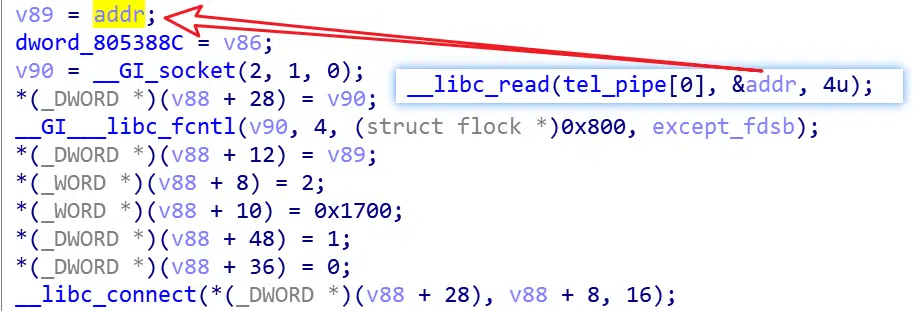 v89 = addr;
dword_805388C = v86;
v90 = __GI_socket(2, 1, 0);
__libc_read(tel_pipe[0], &addr, 4u);
*(_DWORD *)(v88 + 28) = v90;
__GI___libc_fcntl(v90, 4, (struct flock *)0x800, except_fdsb);
*(_DWORD *)(v88 + 12) = v89;
*(_WORD *)(v88 + 8) = 2;
*(_WORD *)(v88 + 10) = 0x1700;
*(_DWORD *)(v88 + 48) = 1;
*(_DWORD *)(v88 + 36) = 0;
__libc_connect(*(_DWORD *)(v88 + 28), v88 + 8, 16);